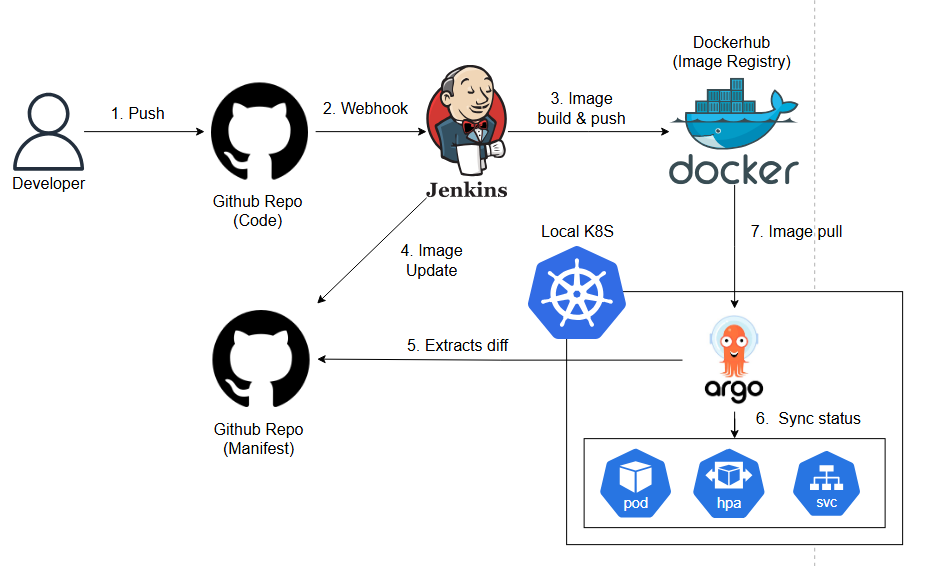 Dockerhub
(Image Registry)
1. Push
2. Webhook
3. Image
build & push
docker
Developer
Github Repo
(Code)
Jenkins
4. Image
Update
Local K8S
7. Image pull
5. Extracts diff
argo
6. Sync status
Github Repo
(Manifest)
pod
hpa
svc